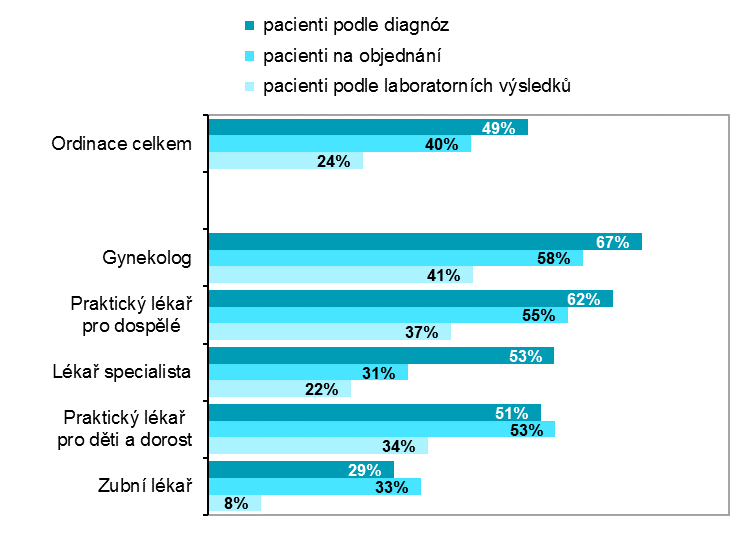 pacienti podle diagnóz
pacienti na objednání
pacienti podle laboratorních výsledků
Ordinace celkem
49%
40%
24%
Gynekolog
67%
58%
41%
Praktický lékař
pro dospělé
62%
55%
37%
Lékař specialista
53%
31%
22%
Praktický lékař
pro děti a dorost
51%
53%
34%
Zubní lékař
29%
33%
8%